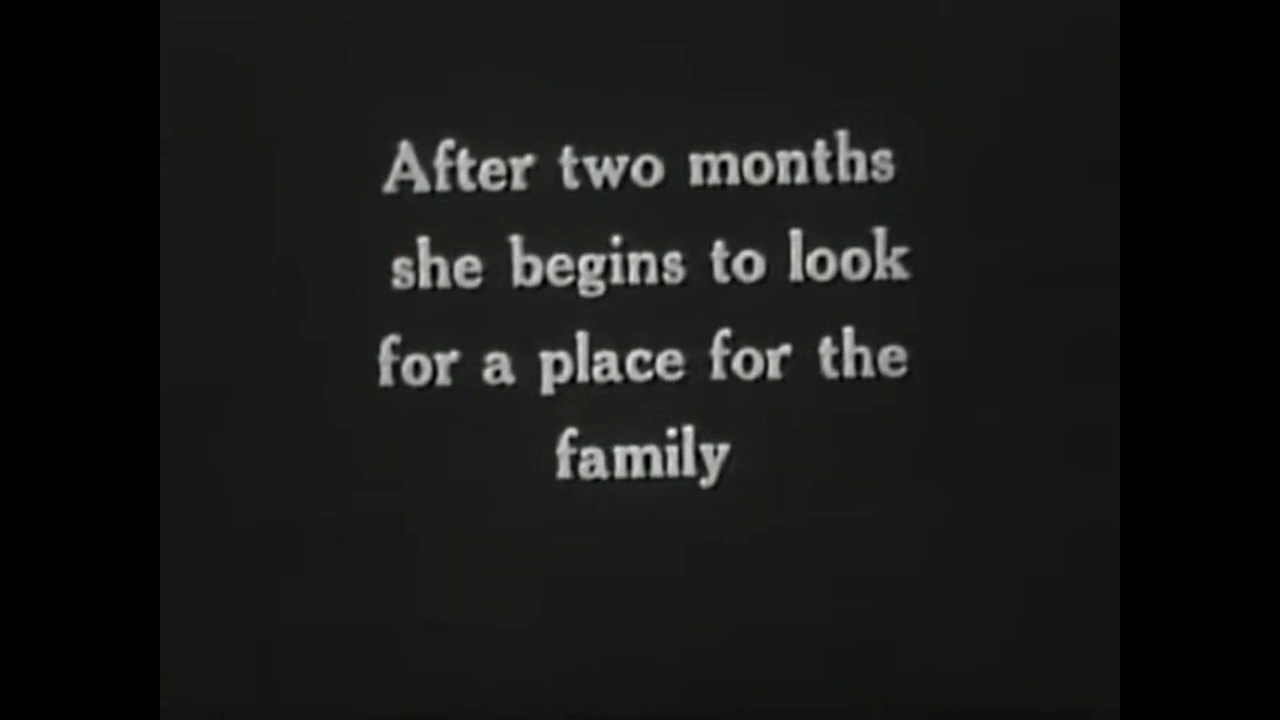 After two months
she begins to look
for a place for the
family